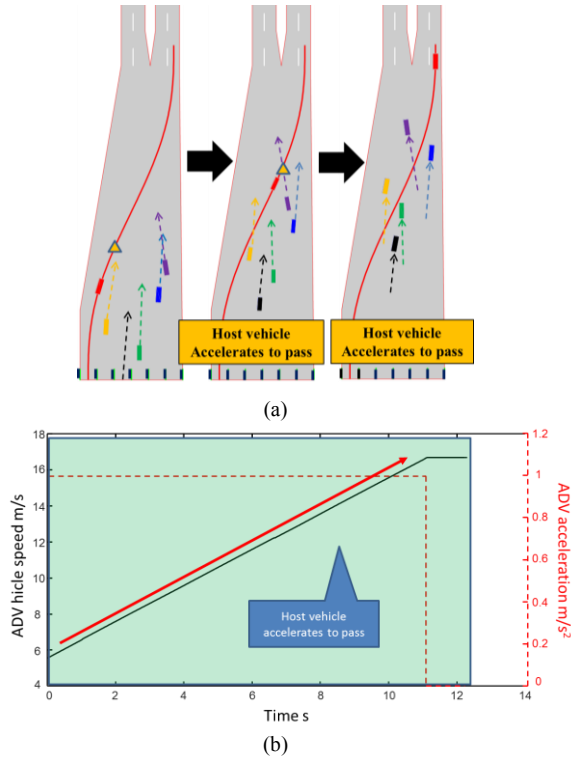 Host vehicle
Accelerates to pass
Host vehicle
Accelerates to pass
(a)
18
16
14
12
10
8
6
4
ADV hicle speed m/s
0
2
4
6
8
10
12
14
Time s
1.2
1
0.8
0.6
0.4
0.2
0
ADV acceleration m/s²
Host vehicle
accelerates to pass
(b)